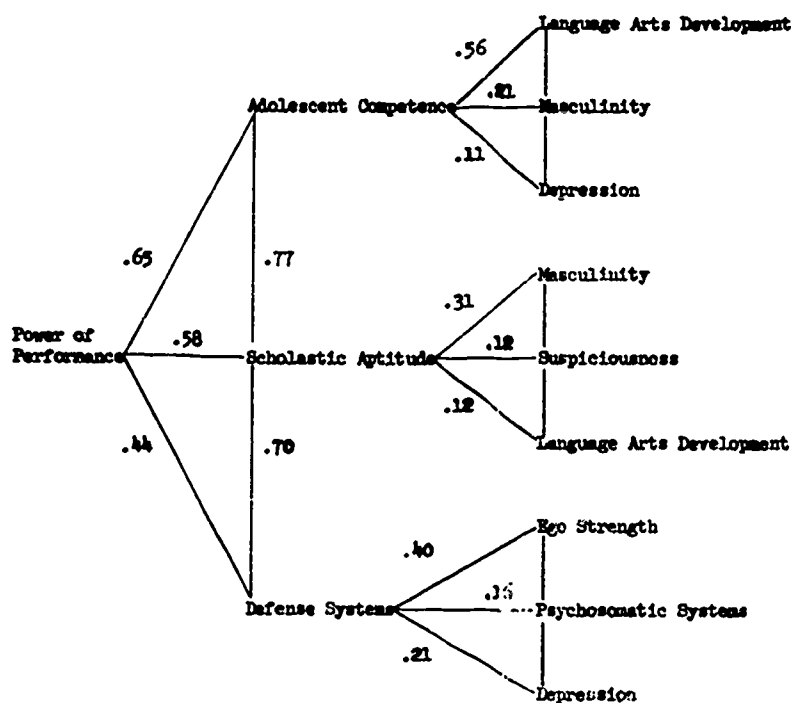 Language Arts Development
.56
.21
Adolescent Competence
Masculinity
.11
Depression
.65
.77
Masculinity
.31
Power of
Performance
.58
Scholastic Aptitude
.12
Suspiciousness
.12
.44
.70
Language Arts Development
Ego Strength
.40
Defense Systems
Psychosomatic Systems
.21
Depression